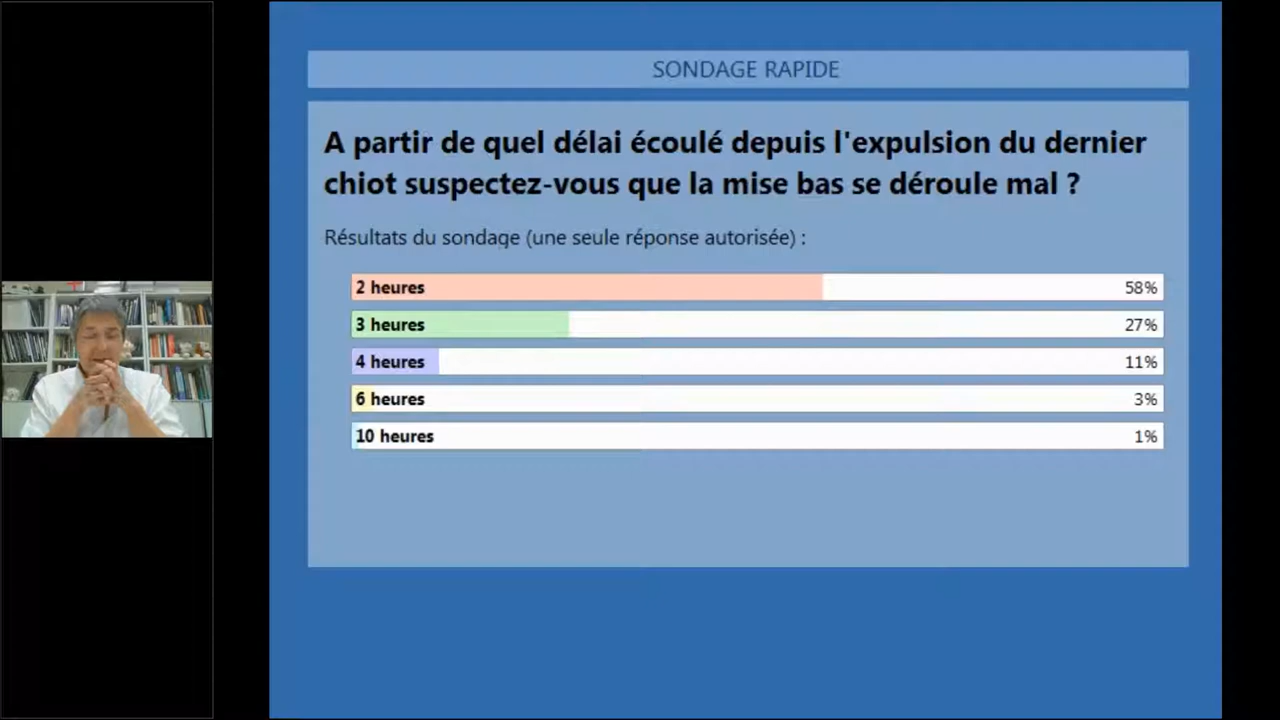 SONDAGE RAPIDE
A partir de quel délai écoulé depuis l'expulsion du dernier
chiot suspectez-vous que la mise bas se déroule mal ?
Résultats du sondage (une seule réponse autorisée) :
2 heures 58%
3 heures 27%
4 heures 11%
6 heures 3%
10 heures 1%